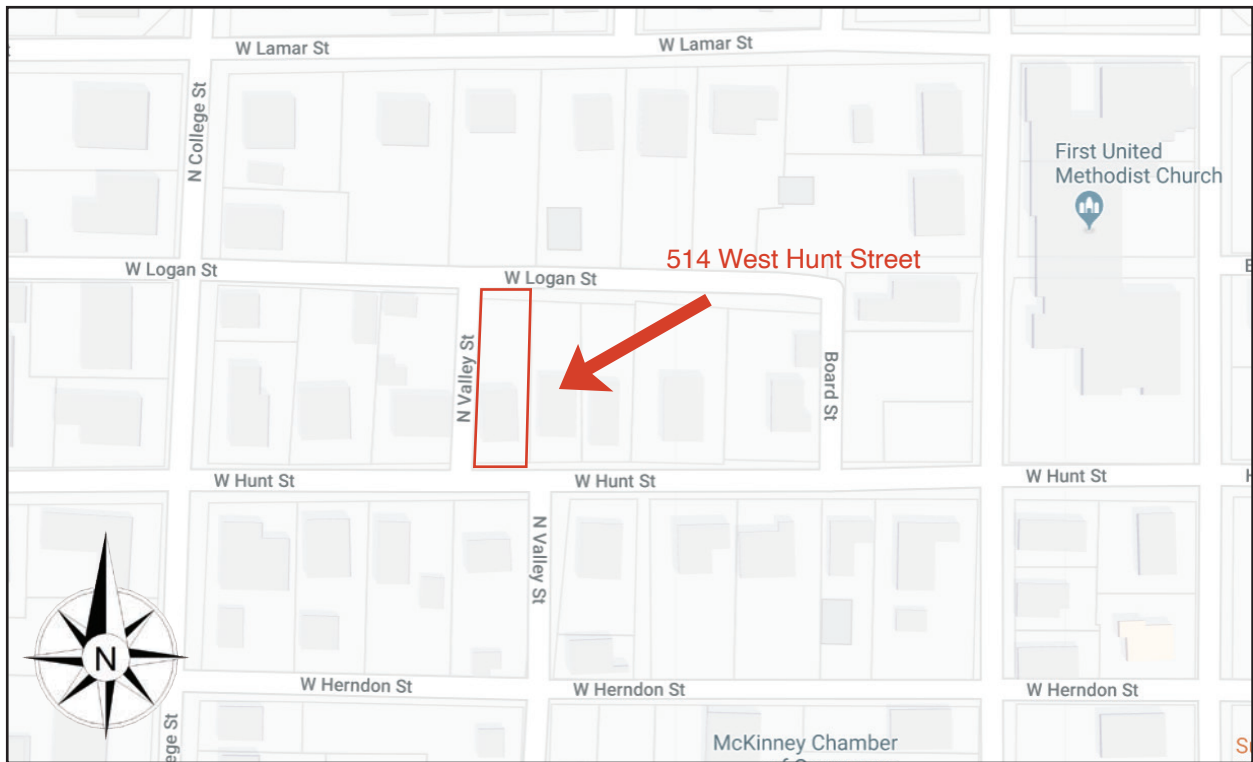 W Lamar St
W Lamar St
N College St
First United
Methodist Church
514 West Hunt Street
W Logan St
W Logan St
N Valley St
Board St
W Hunt St
W Hunt St
W Hunt St
N Valley St
N
W Herndon St
W Herndon St
W Herndon St
McKinney Chamber